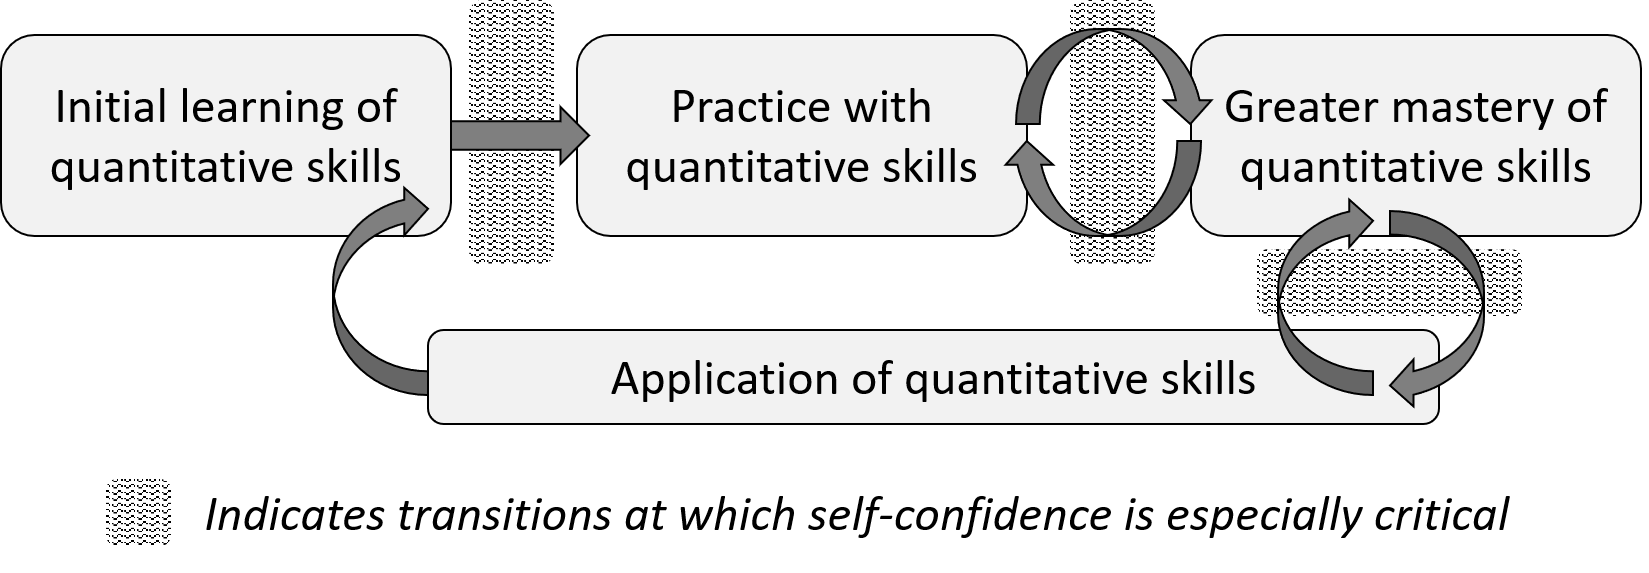 Initial learning of
quantitative skills
Practice with
quantitative skills
Greater mastery of
quantitative skills
Application of quantitative skills
Indicates transitions at which self-confidence is especially critical